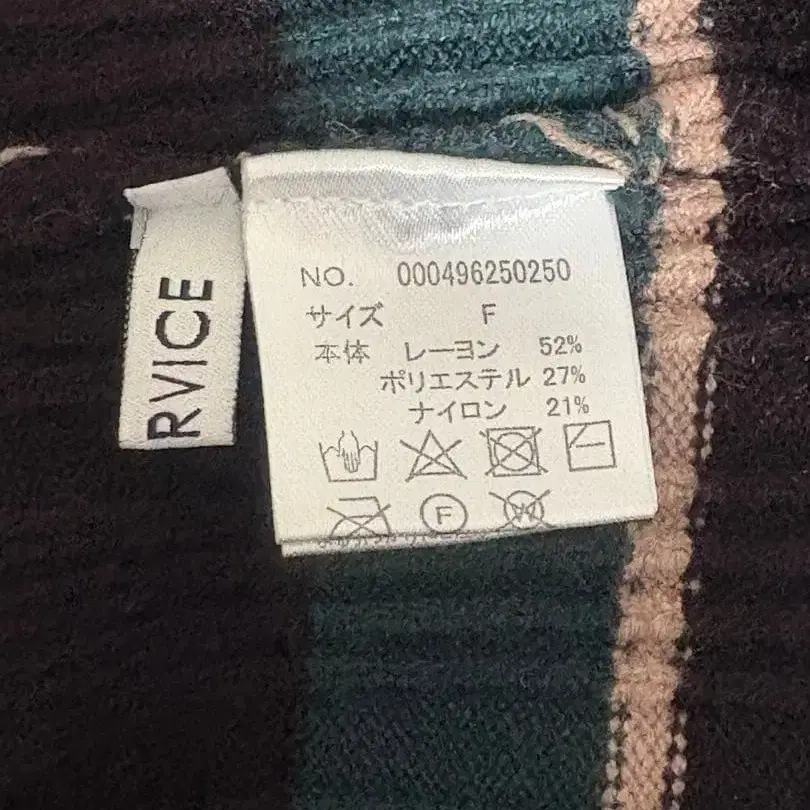 RVICE
NO. 000496250250
サイズ F
本体 レーヨン 52%
ポリエステル 27%
ナイロン 21%
F
W